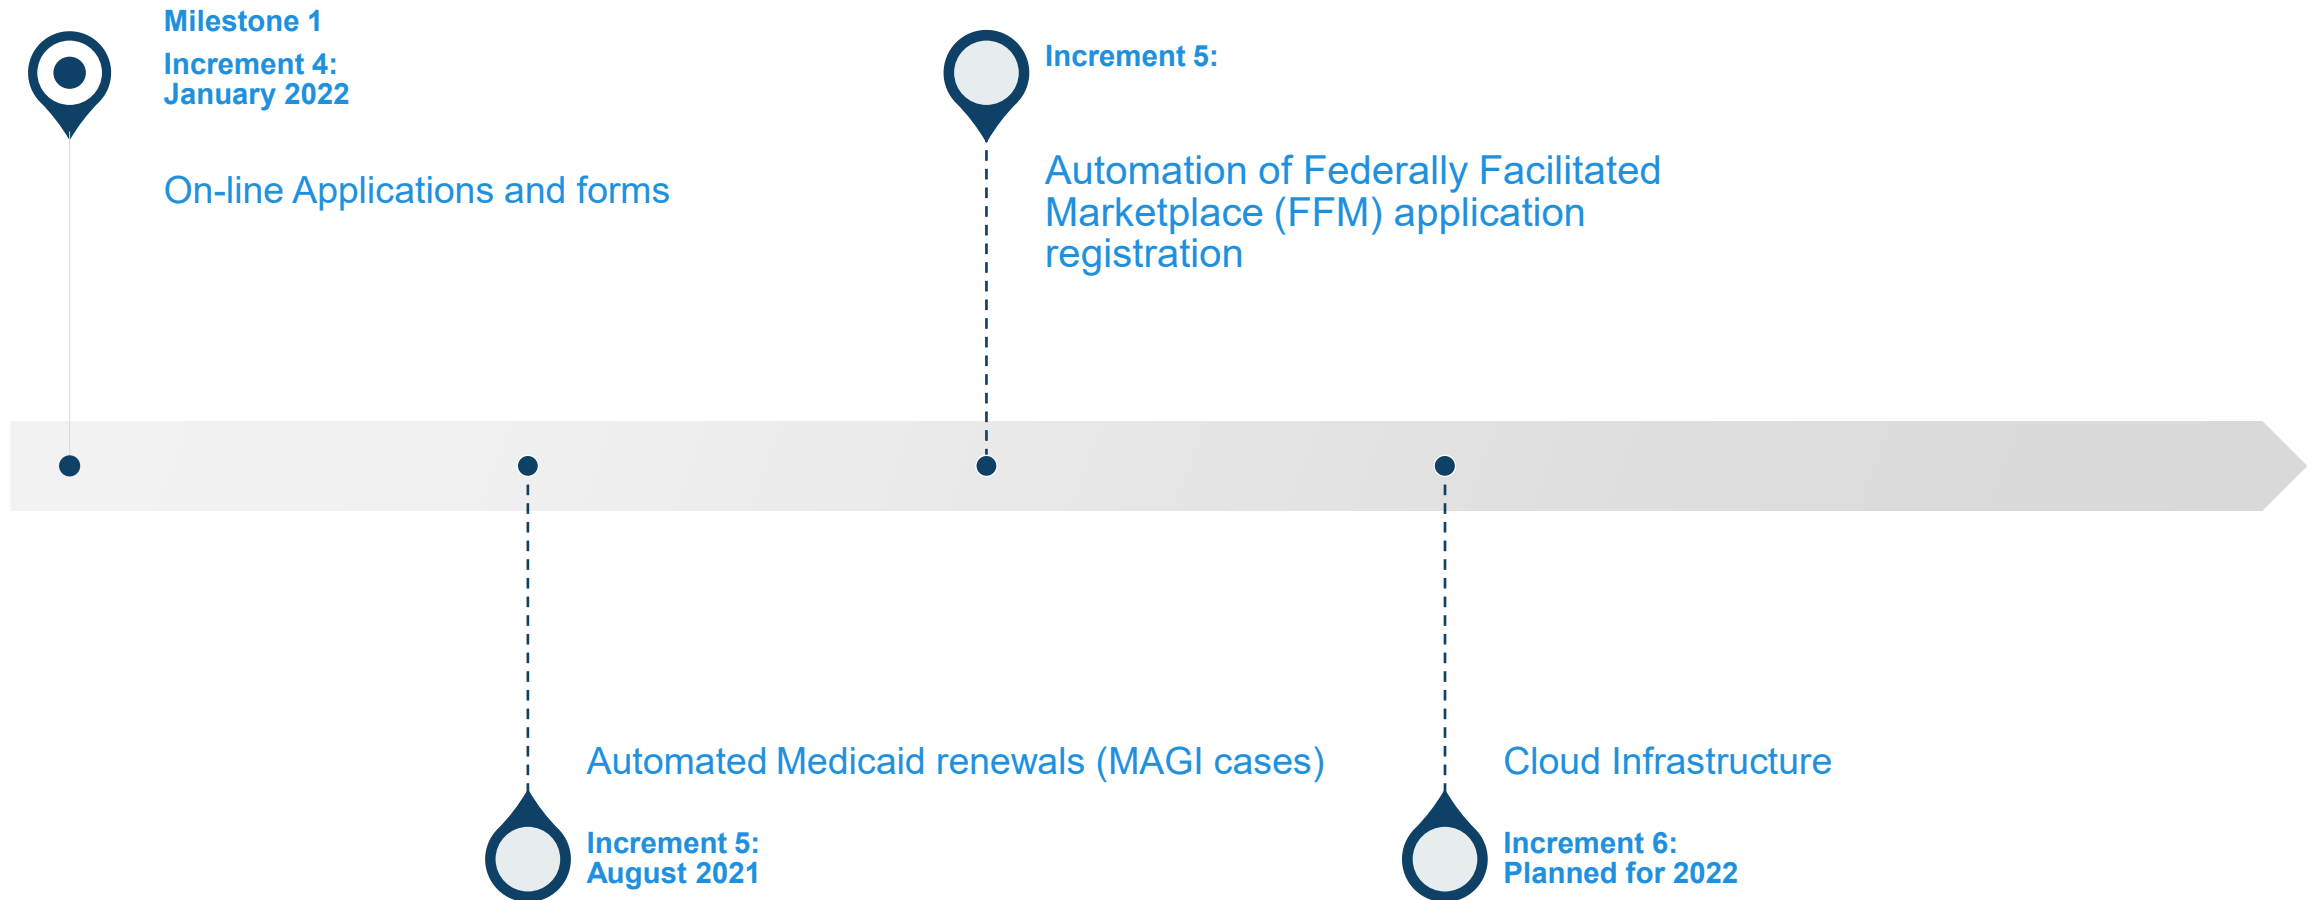 Milestone 1
Increment 4:
January 2022
On-line Applications and forms
Increment 5:
Automation of Federally Facilitated
Marketplace (FFM) application
registration
Automated Medicaid renewals (MAGI cases)
Increment 5:
August 2021
Cloud Infrastructure
Increment 6:
Planned for 2022